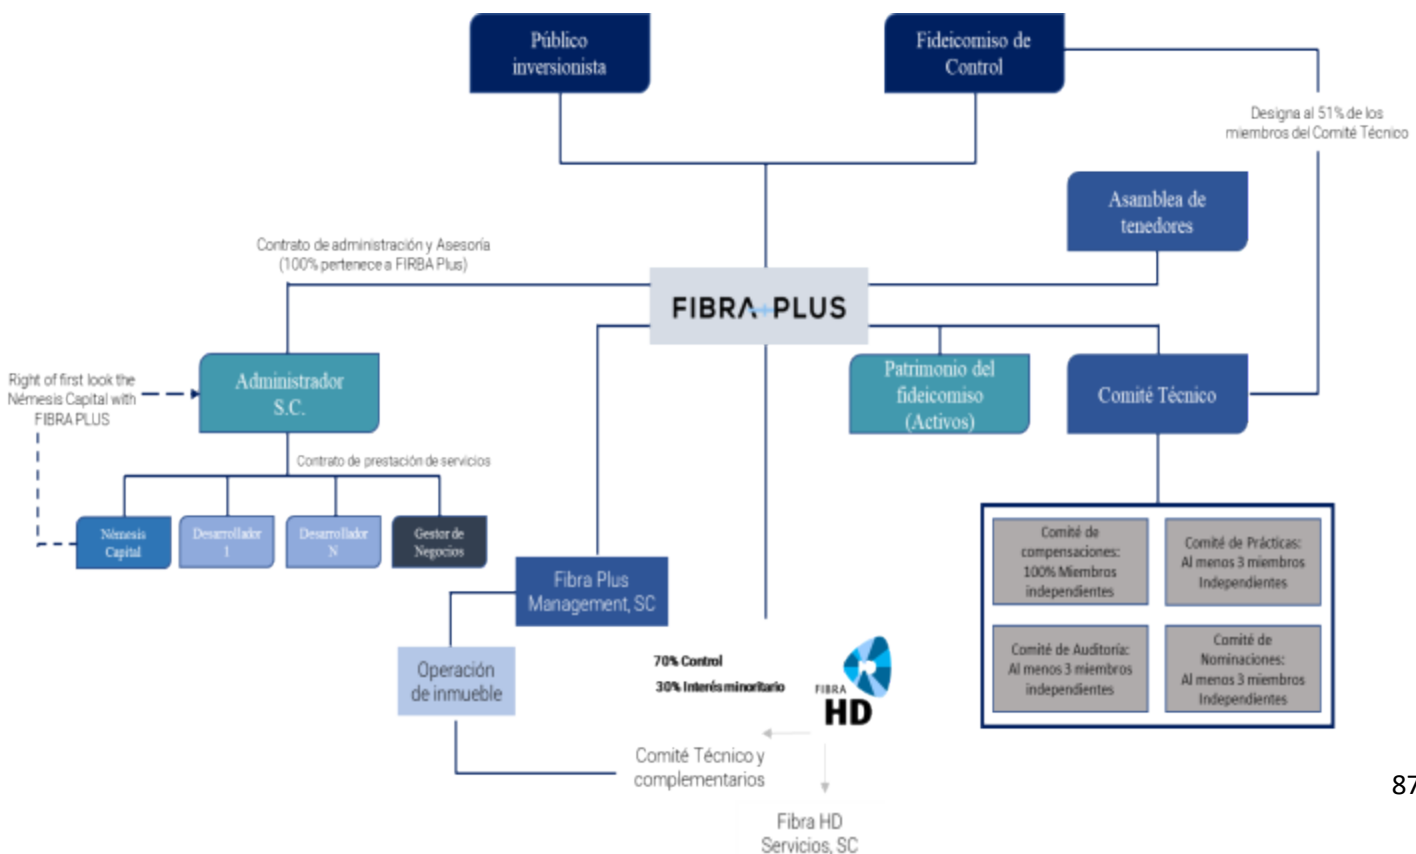 Público
inversionista
Fideicomiso de
Control
Designa al 51% de los
miembros del Comité Técnico
Asamblea de
tenedores
Contrato de administración y Asesoría
(100% pertenece a FIRBA Plus)
FIBRA+PLUS
Right of first look the
Némesis Capital with
FIBRA PLUS
Administrador
S.C.
Patrimonio del
fideicomiso
(Activos)
Comité Técnico
Contrato de prestación de servicios
Némesis
Capital
Desarrollador
1
Desarrollador
N
Gestor de
Negocios
Fibra Plus
Management, SC
Comité de
compensaciones:
100% Miembros
independientes
Comité de Prácticas:
Al menos 3 miembros
Independientes
Comité de Auditoría:
Al menos 3 miembros
independientes
Comité de
Nominaciones:
Al menos 3 miembros
Independientes
Operación
de inmueble
70% Control
30% Interés minoritario
FIBRA
HD
Comité Técnico y
complementarios
Fibra HD
Servicios, SC
87